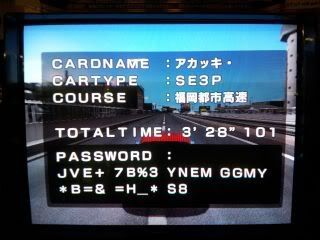 CARDNAME : アカッキ・
CARTYPE : SE3P
COURSE : 福岡都市高速
TOTALTIME: 3' 28" 101
PASSWORD :
JVE+ 7B%3 YNEM GGMY
*B=& =H_* S8